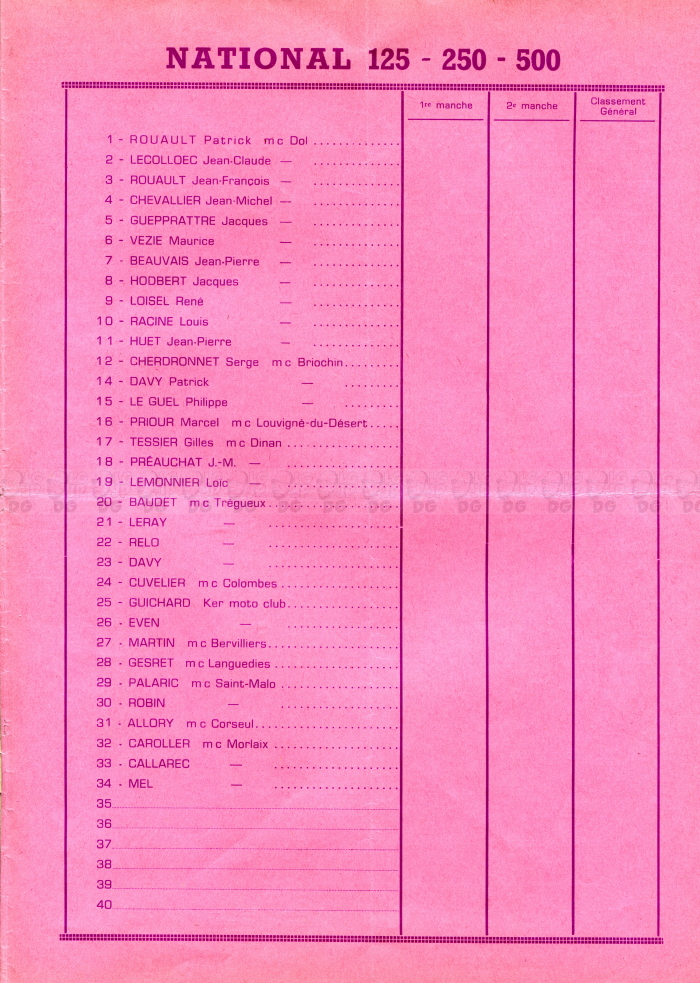 NATIONAL 125 - 250 - 500
1re manche
2e manche
Classement
Général
1 - ROUAULT Patrick m c Dol ..............
2 - LECOLLOEC Jean-Claude — ..............
3 - ROUAULT Jean-François — ..............
4 - CHEVALLIER Jean-Michel — ..............
5 - GUEPPRATTRE Jacques — ..............
6 - VEZIE Maurice — ..............
7 - BEAUVAIS Jean-Pierre — ..............
8 - HODBERT Jacques — ..............
9 - LOISEL René — ..............
10 - RACINE Louis — ..............
11 - HUET Jean-Pierre — ..............
12 - CHERDRONNET Serge m c Briochin.........
14 - DAVY Patrick — .........
15 - LE GUEL Philippe — .........
16 - PRIOUR Marcel m c Louvigné-du-Désert.....
17 - TESSIER Gilles m c Dinan ..................
18 - PRÉAUCHAT J.-M. — ..................
19 - LEMONNIER Loïc — ..................
20 - BAUDET m c Trégueux......................
21 - LERAY — ......................
22 - RELO — ......................
23 - DAVY — ......................
24 - CUVELIER m c Colombes ....................
25 - GUICHARD Ker moto club...................
26 - EVEN — ..................
27 - MARTIN m c Bervilliers......................
28 - GESRET m c Languedies .....................
29 - PALARIC m c Saint-Malo ....................
30 - ROBIN — ....................
31 - ALLORY m c Corseul........................
32 - CAROLLER m c Morlaix .....................
33 - CALLAREC — .....................
34 - MEL — .....................
35
36
37
38
39
40